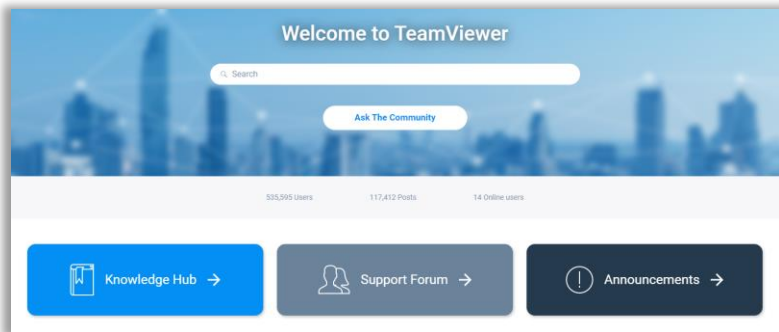 Welcome to TeamViewer
Search
Ask The Community
535,595 Users 117,412 Posts 14 Online users
Knowledge Hub → Support Forum → Announcements →